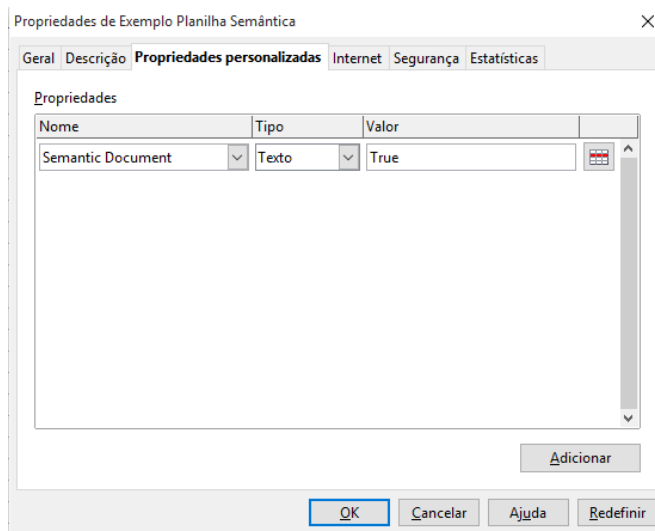 Propriedades de Exemplo Planilha Semântica
Geral Descrição Propriedades personalizadas Internet Segurança Estatísticas
Propriedades
Nome Tipo Valor
Semantic Document Texto True
Adicionar
OK Cancelar Ajuda Redefinir